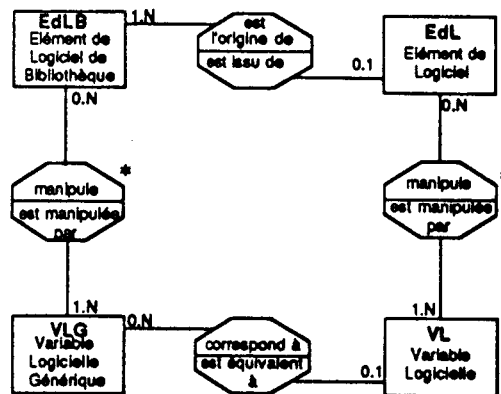 EdLB
Elément de
Logiciel de
Bibliothèque
1.N
0.N
est
l'origine de
est issu de
0.1
EdL
Elément de
Logiciel
0.N
manipule
est manipulée
par
*
manipule
est manipulée
par
1.N
VLG
Variable
Logicielle
Générique
0.N
correspond à
est équivalent
à
0.1
1.N
VL
Variable
Logicielle